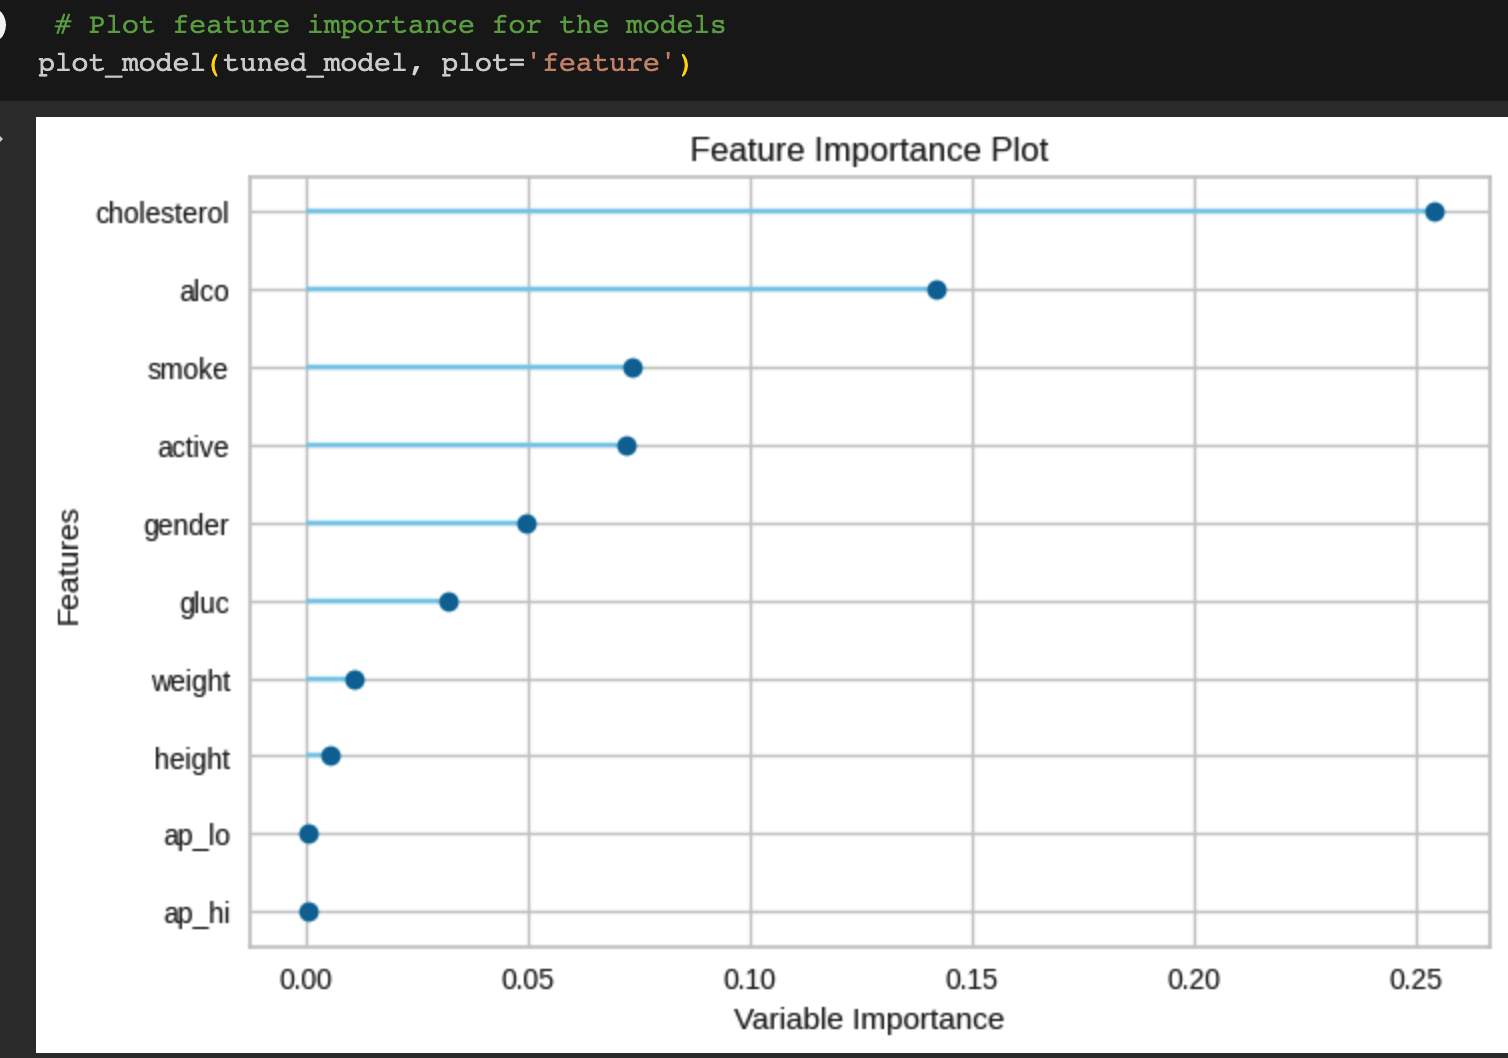 # Plot feature importance for the models
plot_model(tuned_model, plot='feature')
Feature Importance Plot
cholesterol
alco
smoke
active
gender
gluc
weight
height
ap_lo
ap_hi
Features
0.00 0.05 0.10 0.15 0.20 0.25
Variable Importance